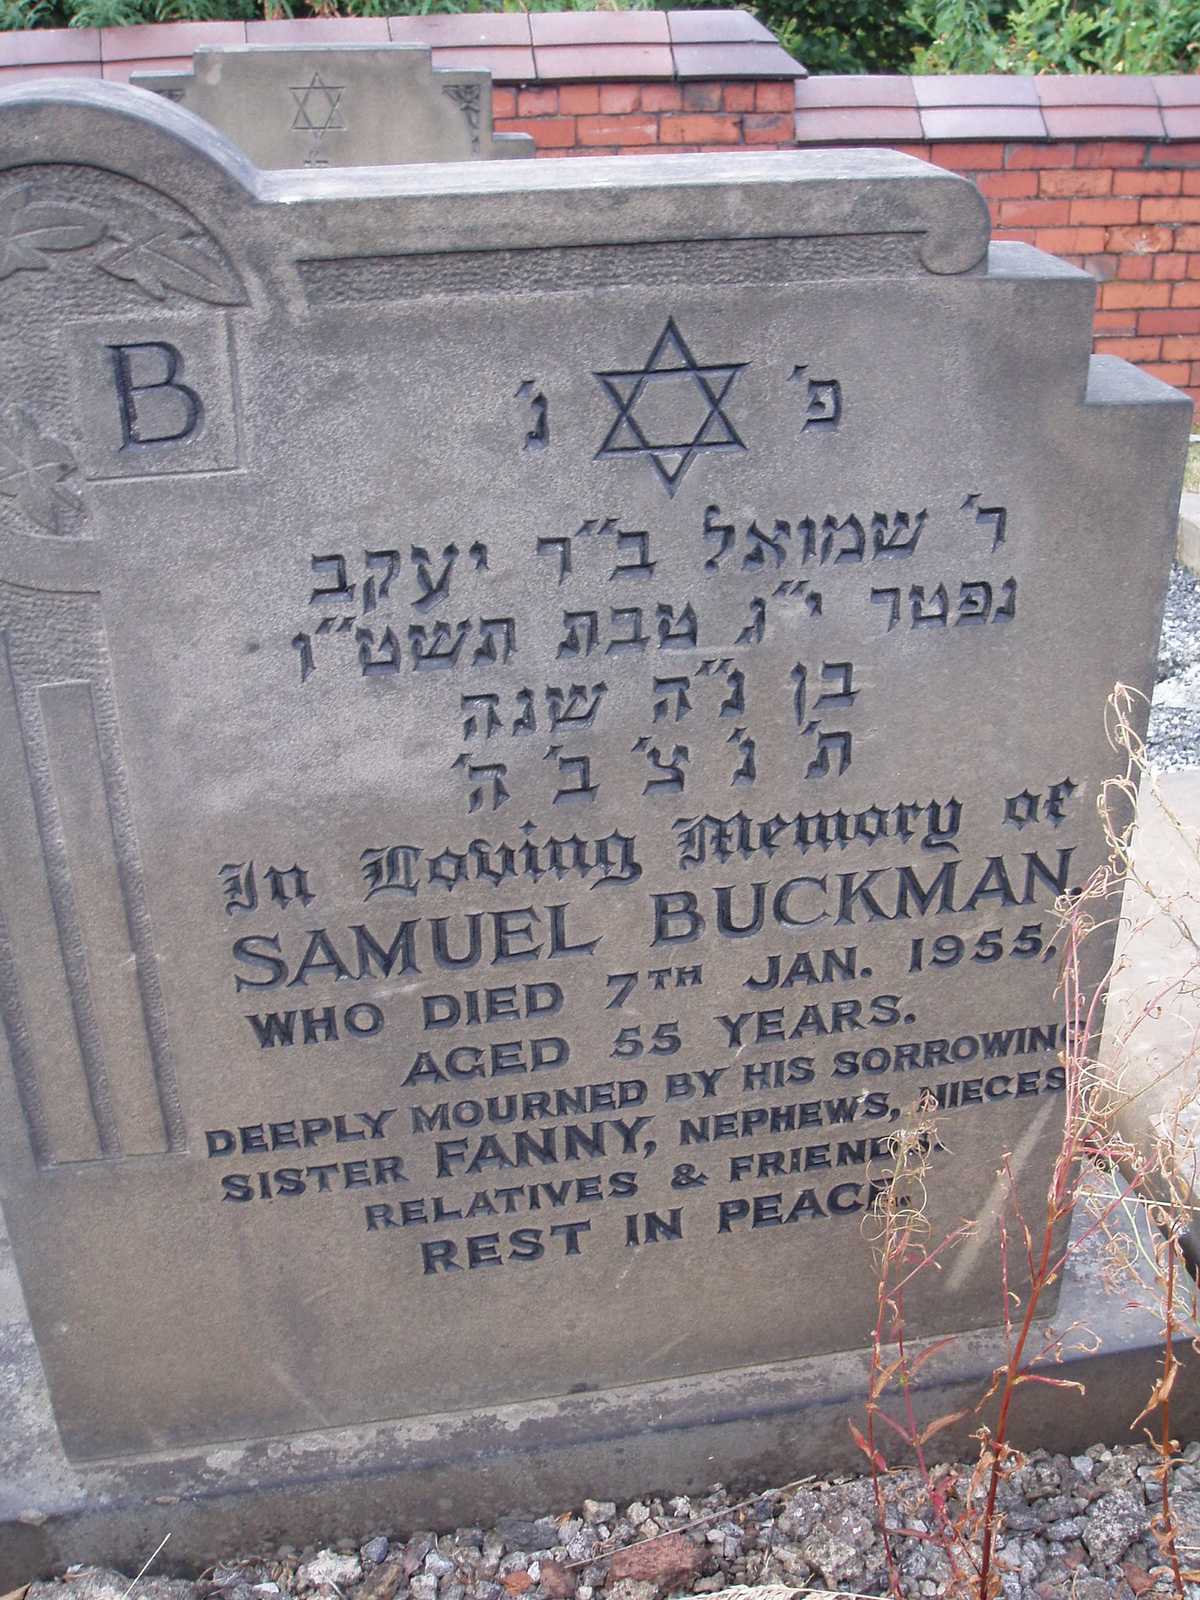 B
פ' נ'
ר' שמואל ב"ר יעקב
נפטר י"ג טבת תשט"ו
בן נ"ה שנה
ת' נ' צ' ב' ה'
In Loving Memory of
SAMUEL BUCKMAN.
WHO DIED 7TH JAN. 1955,
AGED 55 YEARS.
DEEPLY MOURNED BY HIS SORROWING
SISTER FANNY, NEPHEWS, NIECES
RELATIVES & FRIENDS
REST IN PEACE